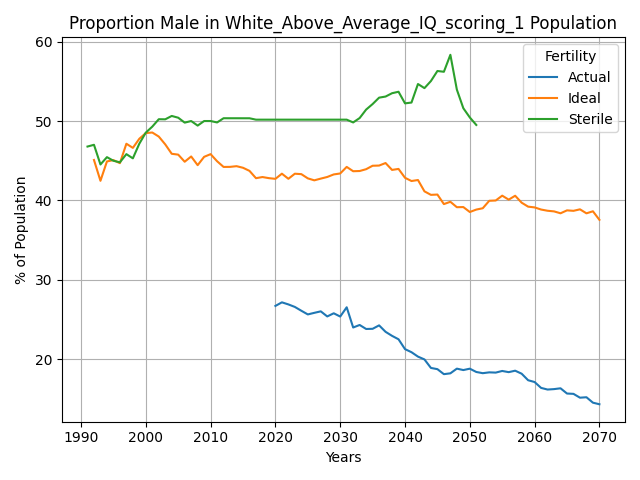 Proportion Male in White_Above_Average_IQ_scoring_1 Population
60
50
40
30
20
% of Population
Fertility
Actual
Ideal
Sterile
1990 2000 2010 2020 2030 2040 2050 2060 2070
Years